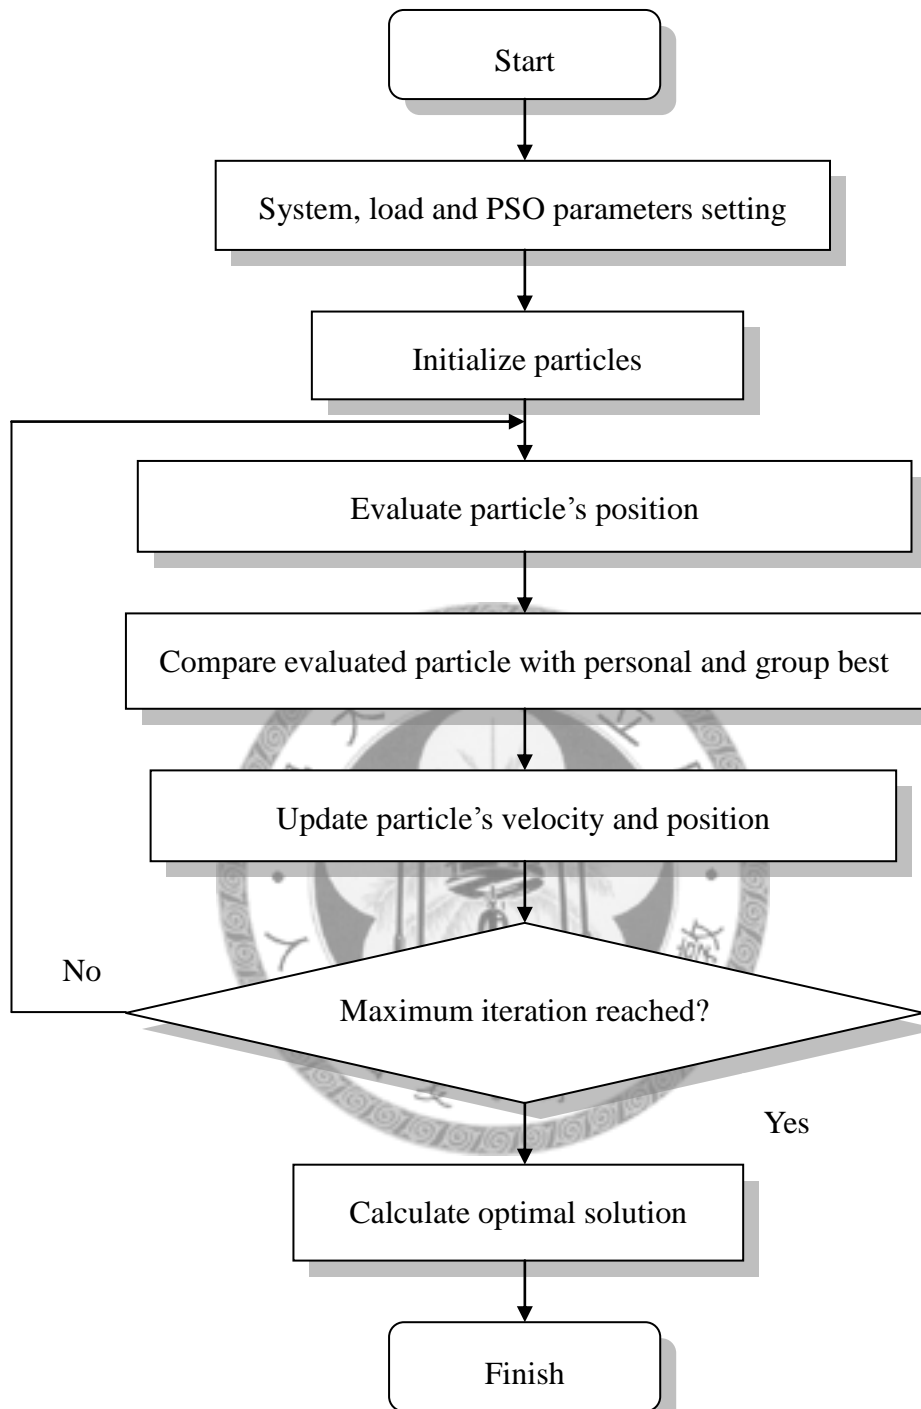 Start
System, load and PSO parameters setting
Initialize particles
Evaluate particle’s position
Compare evaluated particle with personal and group best
Update particle’s velocity and position
No
Maximum iteration reached?
Yes
Calculate optimal solution
Finish